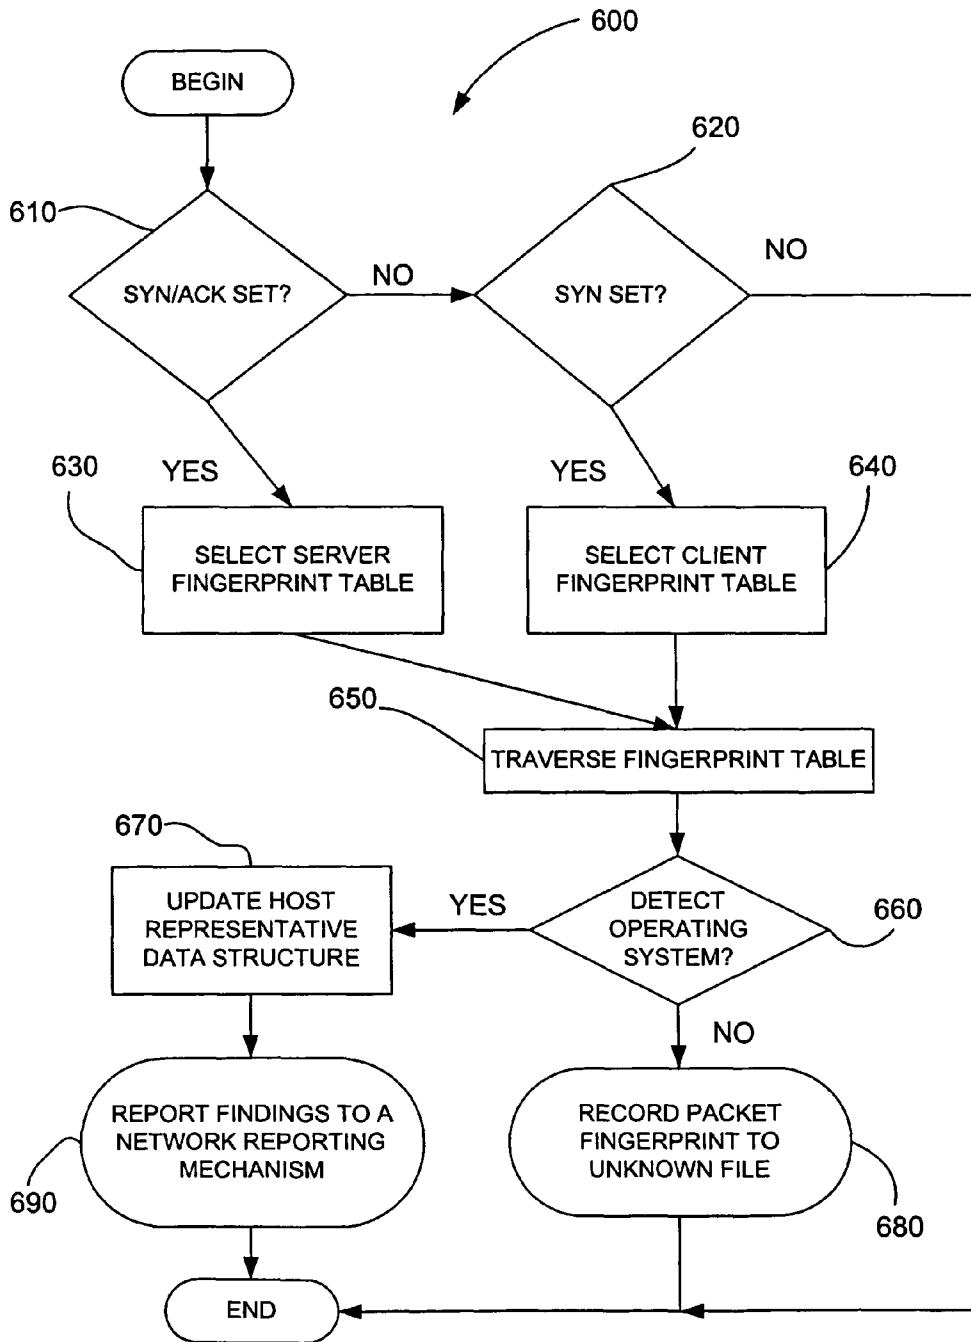 600
BEGIN
620
610
SYN/ACK SET?
NO
SYN SET?
NO
YES
YES
630
640
SELECT SERVER
FINGERPRINT TABLE
SELECT CLIENT
FINGERPRINT TABLE
650
TRAVERSE FINGERPRINT TABLE
670
UPDATE HOST
REPRESENTATIVE
DATA STRUCTURE
YES
DETECT
OPERATING
SYSTEM?
660
NO
REPORT FINDINGS TO A
NETWORK REPORTING
MECHANISM
RECORD PACKET
FINGERPRINT TO
UNKNOWN FILE
690
680
END